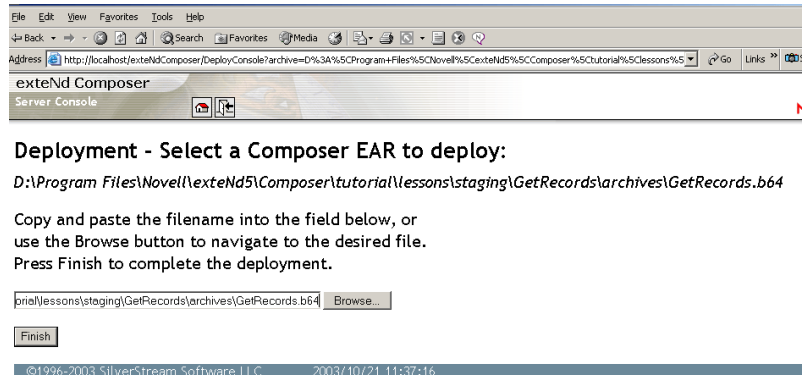 File Edit View Favorites Tools Help
Back Search Favorites Media
Address http://localhost/exteNdComposer/DeployConsole?archive=D%3A%5CProgram+Files%5CNovell%5CexteNd5%5CComposer%5Ctutorial%5Clessons%5 Go Links »
exteNd Composer
Server Console
N
Deployment - Select a Composer EAR to deploy:
D:\Program Files\Novell\exteNd5\Composer\tutorial\lessons\staging\GetRecords\archives\GetRecords.b64
Copy and paste the filename into the field below, or
use the Browse button to navigate to the desired file.
Press Finish to complete the deployment.
orial\lessons\staging\GetRecords\archives\GetRecords.b64 Browse...
Finish
©1996-2003 SilverStream Software LLC 2003/10/21 11:37:16